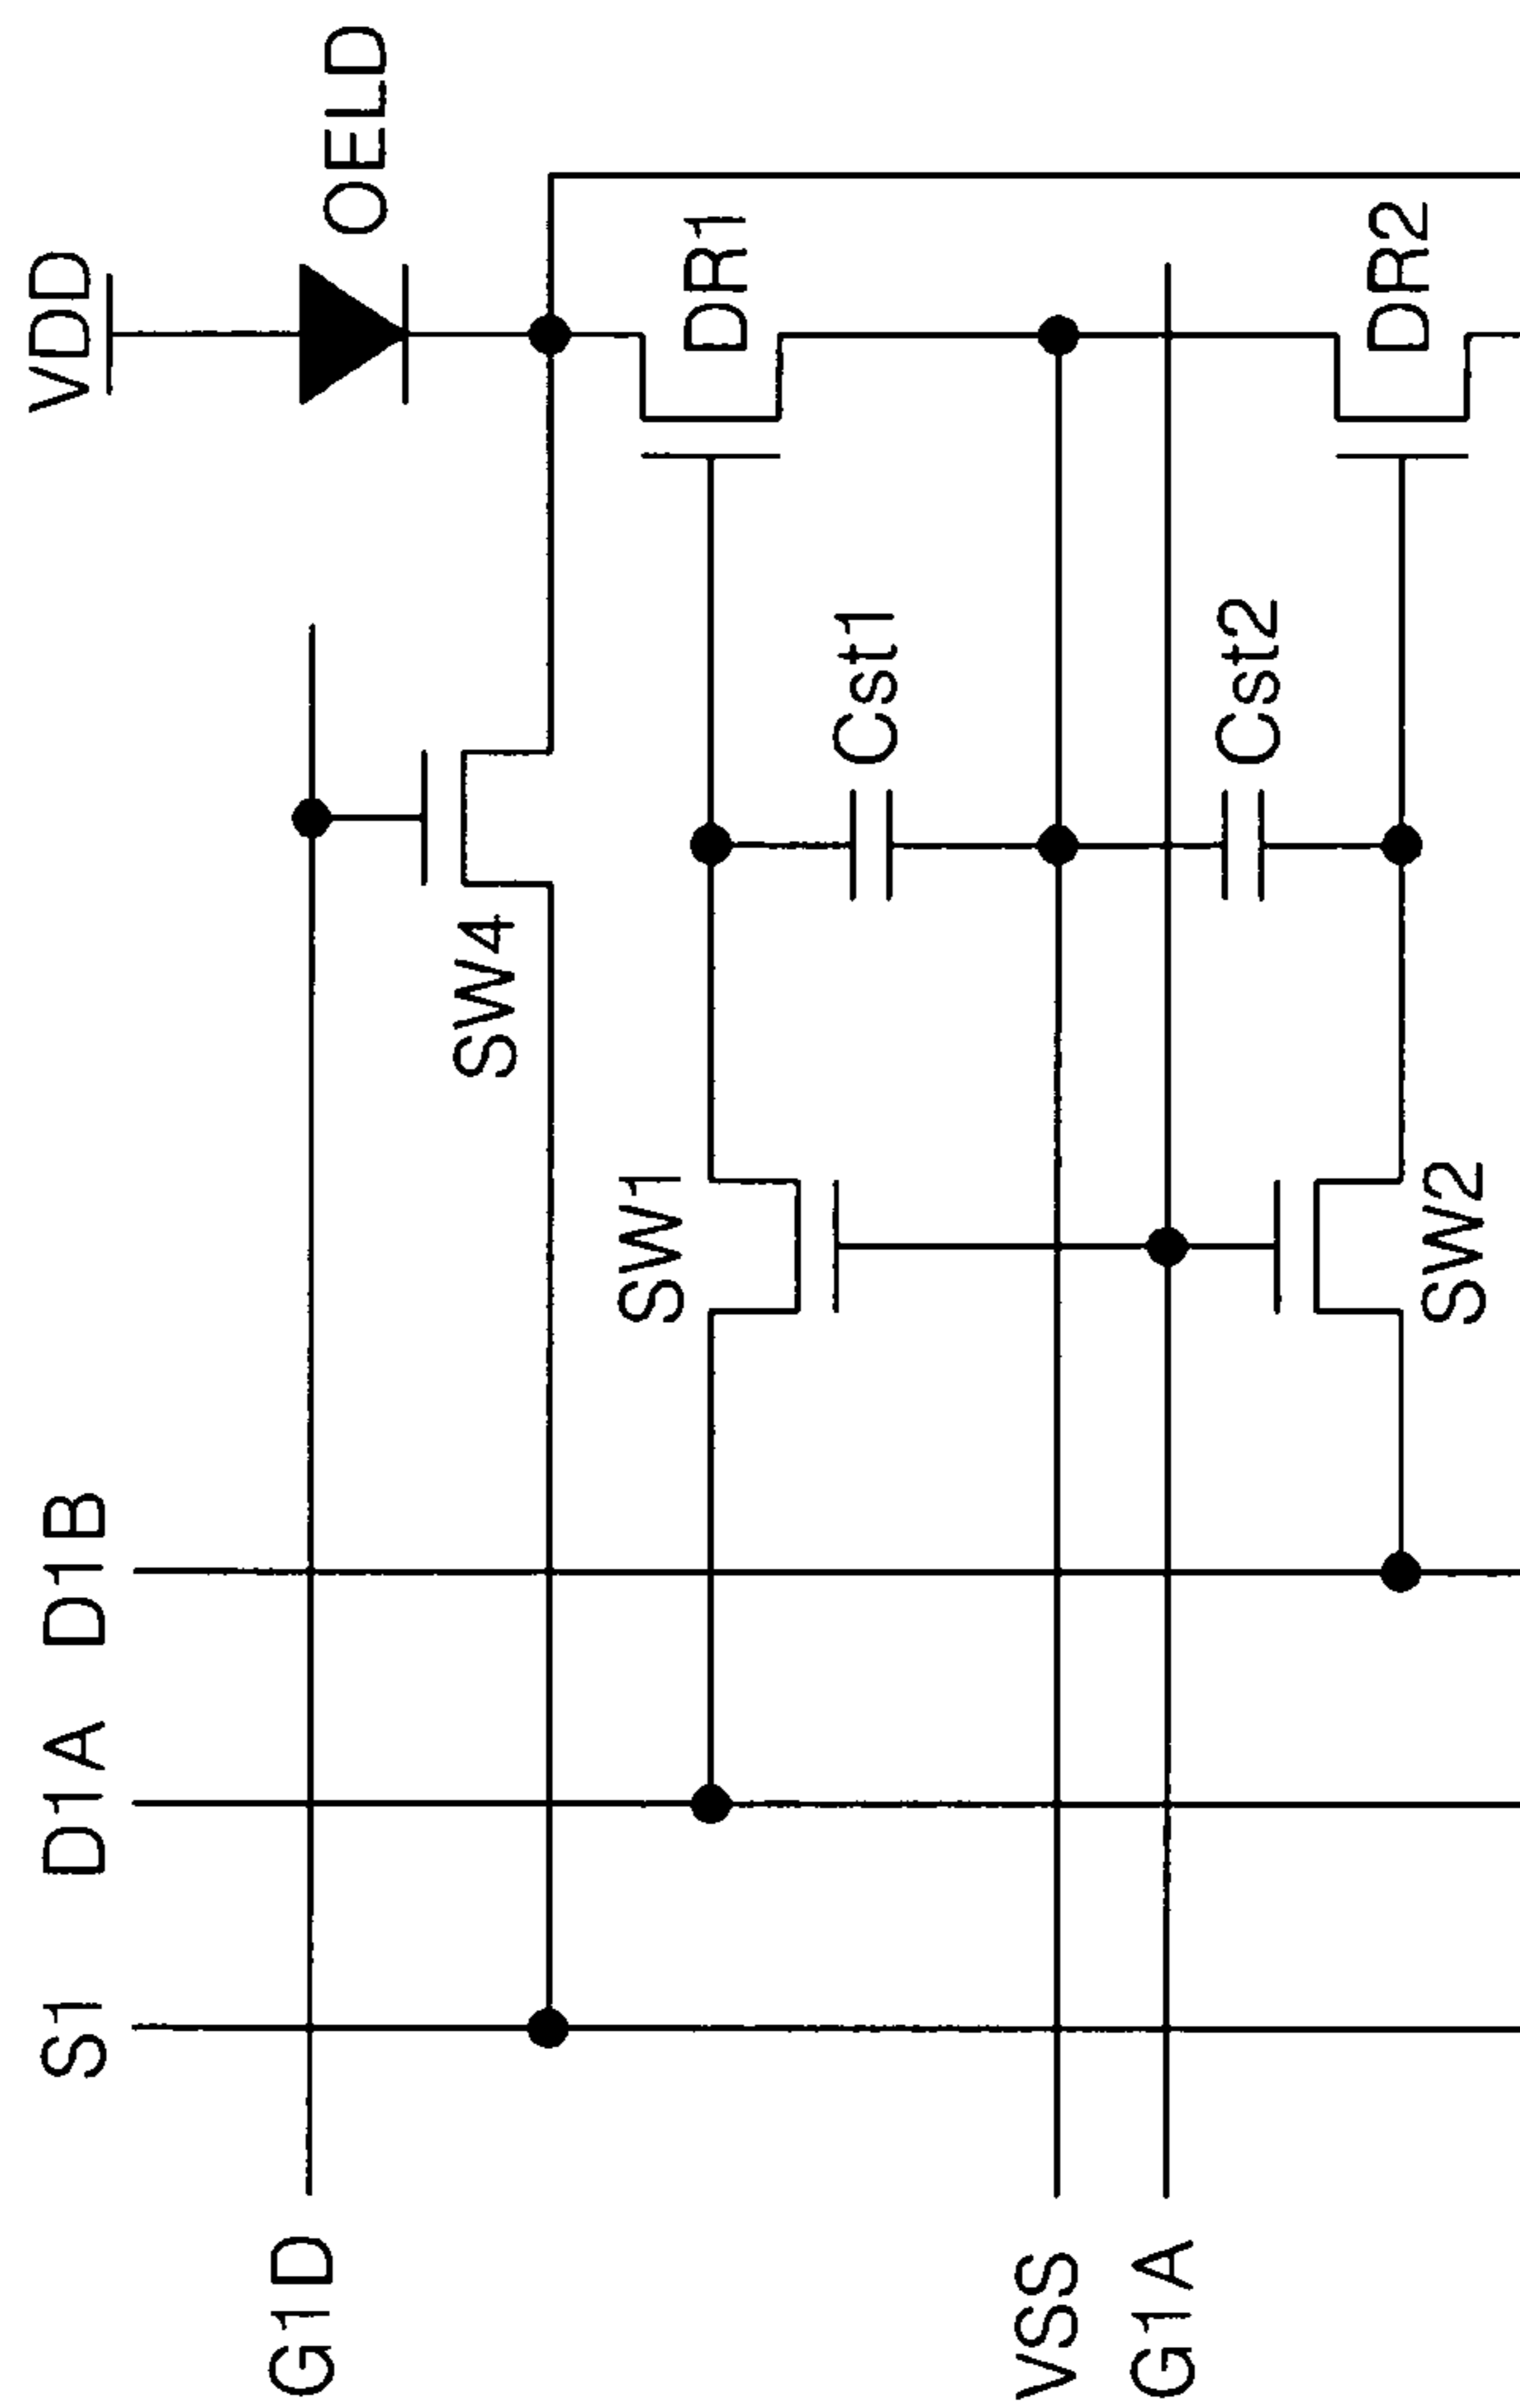 VDD
OELD
DR1
DR2
Cst1
Cst2
SW4
SW1
SW2
D1B
D1A
S1
G1D
VSS
G1A